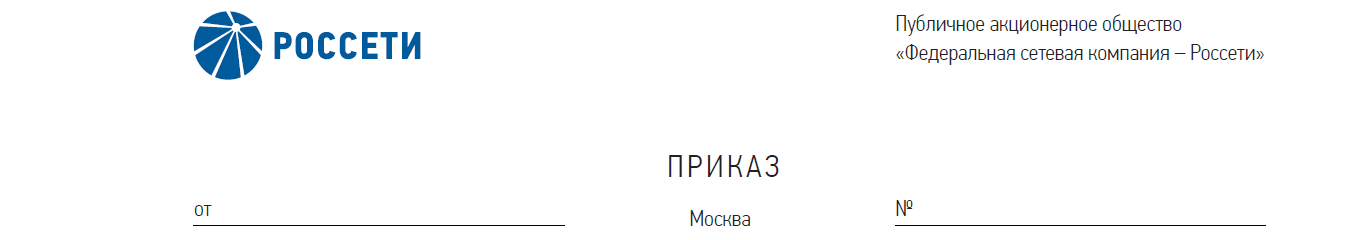 РОССЕТИ
Публичное акционерное общество
«Федеральная сетевая компания – Россети»
ПРИКАЗ
от
Москва
№